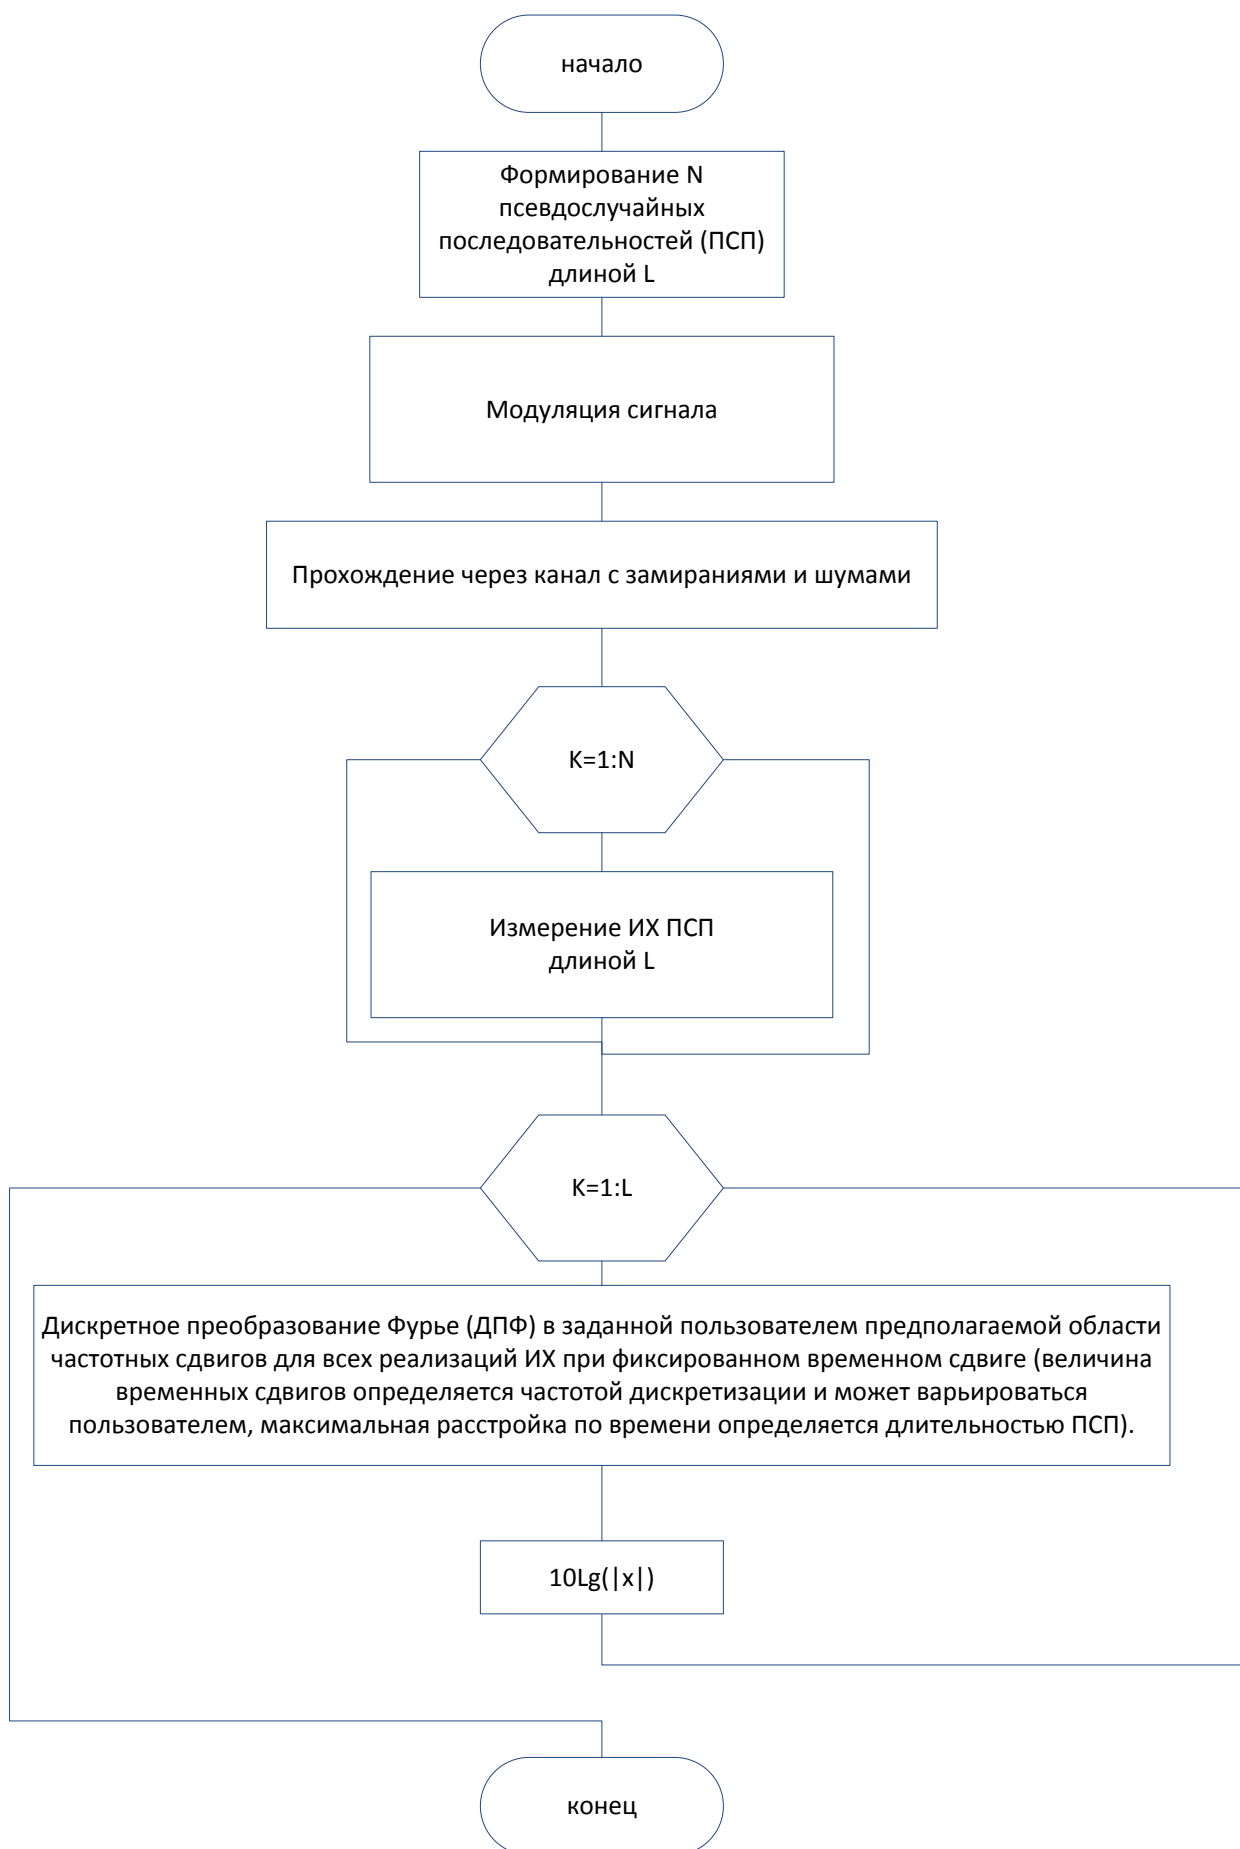 начало
Формирование N
псевдослучайных
последовательностей (ПСП)
длиной L
Модуляция сигнала
Прохождение через канал с замираниями и шумами
K=1:N
Измерение ИХ ПСП
длиной L
K=1:L
Дискретное преобразование Фурье (ДПФ) в заданной пользователем предполагаемой области
частотных сдвигов для всех реализаций ИХ при фиксированном временном сдвиге (величина
временных сдвигов определяется частотой дискретизации и может варьироваться
пользователем, максимальная расстройка по времени определяется длительностью ПСП).
10Lg(|x|)
конец